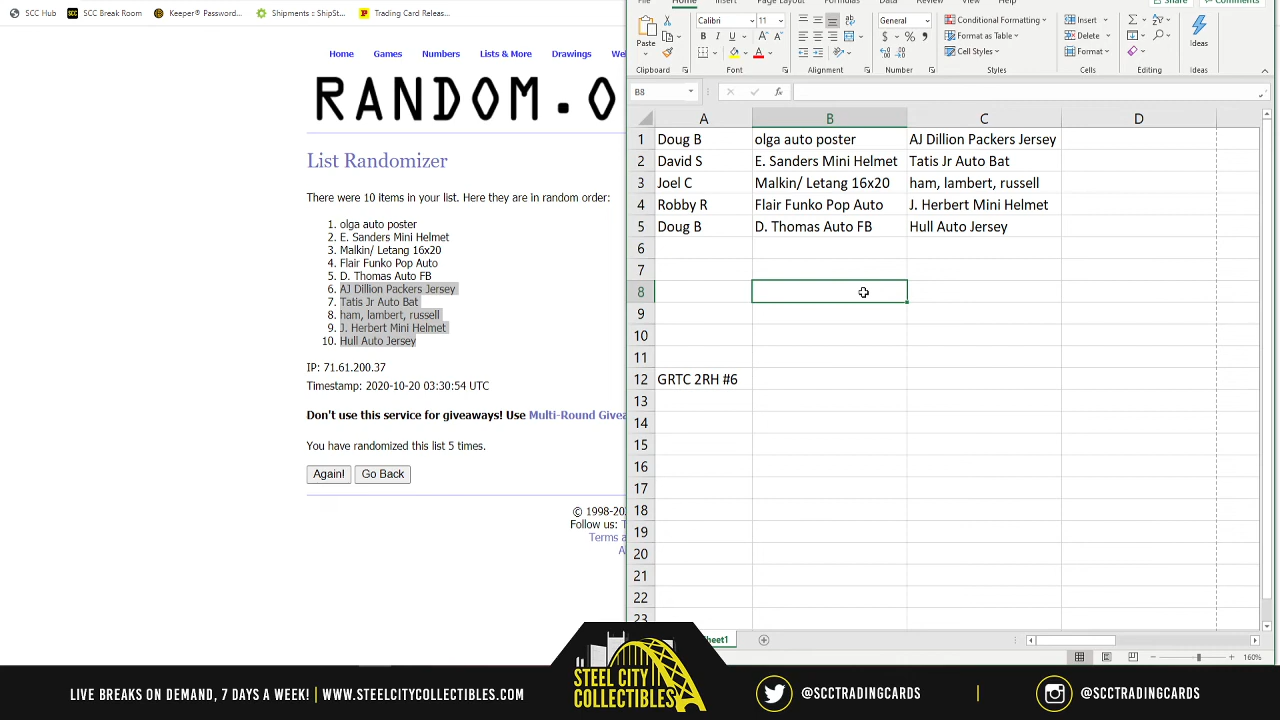 SCC Hub SCC Break Room Keeper® Password... Shipments :: ShipSt... Trading Card Releas...
Home Games Numbers Lists & More Drawings We
RANDOM.O
List Randomizer
There were 10 items in your list. Here they are in random order:
1. olga auto poster
2. E. Sanders Mini Helmet
3. Malkin/ Letang 16x20
4. Flair Funko Pop Auto
5. D. Thomas Auto FB
6. AJ Dillion Packers Jersey
7. Tatis Jr Auto Bat
8. ham, lambert, russell
9. J. Herbert Mini Helmet
10. Hull Auto Jersey
IP: 71.61.200.37
Timestamp: 2020-10-20 03:30:54 UTC
Don't use this service for giveaways! Use Multi-Round Givea
You have randomized this list 5 times.
Again! Go Back
© 1998-20
Follow us: T
Terms a
A
Calibri 11 General
Paste B I U A
Conditional Formatting
Format as Table
Cell Styles
Insert
Delete
Format
Ideas
Clipboard Font Alignment Number Styles Cells Editing Ideas
B8 fx
A B C D
1 Doug B olga auto poster AJ Dillion Packers Jersey
2 David S E. Sanders Mini Helmet Tatis Jr Auto Bat
3 Joel C Malkin/ Letang 16x20 ham, lambert, russell
4 Robby R Flair Funko Pop Auto J. Herbert Mini Helmet
5 Doug B D. Thomas Auto FB Hull Auto Jersey
6
7
8
9
10
11
12 GRTC 2RH #6
13
14
15
16
17
18
19
20
21
22
23
heet1
160%
LIVE BREAKS ON DEMAND, 7 DAYS A WEEK! | WWW.STEELCITYCOLLECTIBLES.COM
STEEL CITY
COLLECTIBLES
@SCCTRADINGCARDS | @SCCTRADINGCARDS